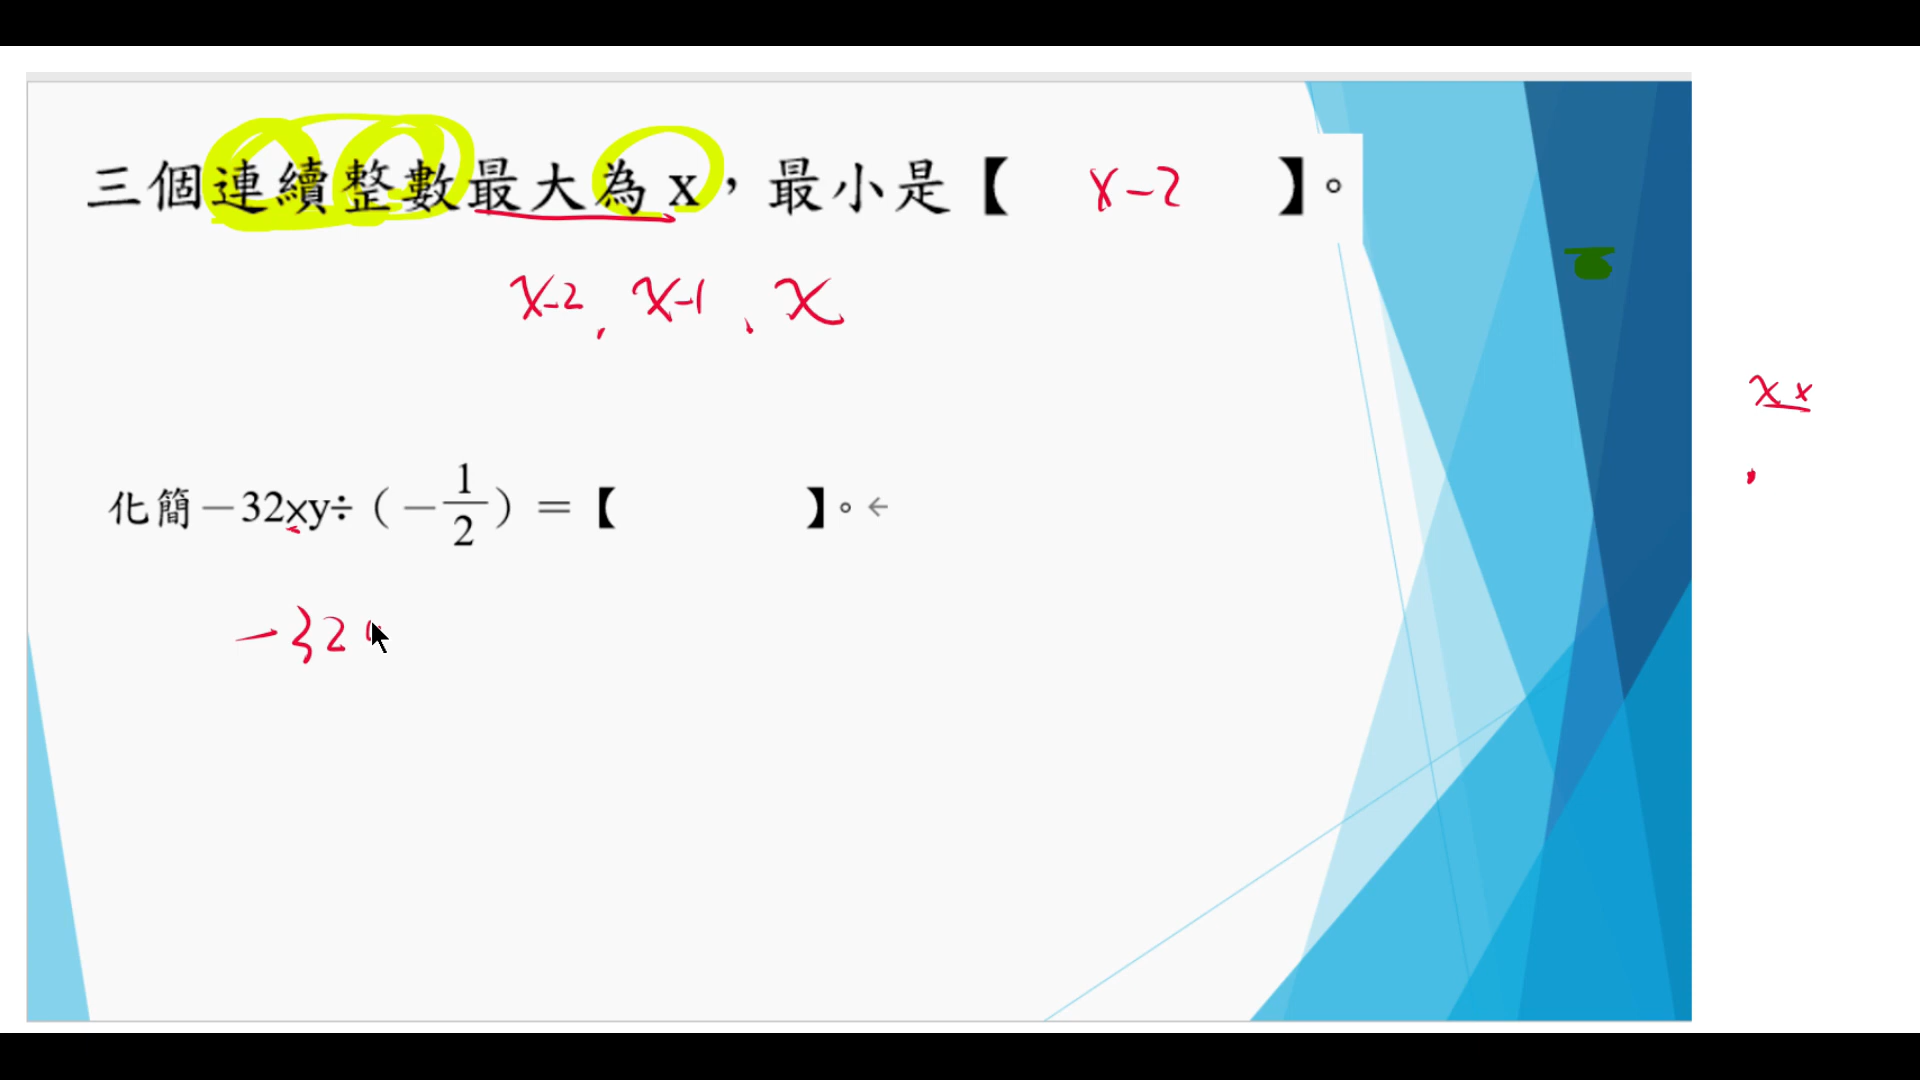 三個連續整數最大為 x，最小是【 x-2 】。
x-2 , x-1 , x
x x
化簡－32xy÷（－1/2）＝【 】。←
-32